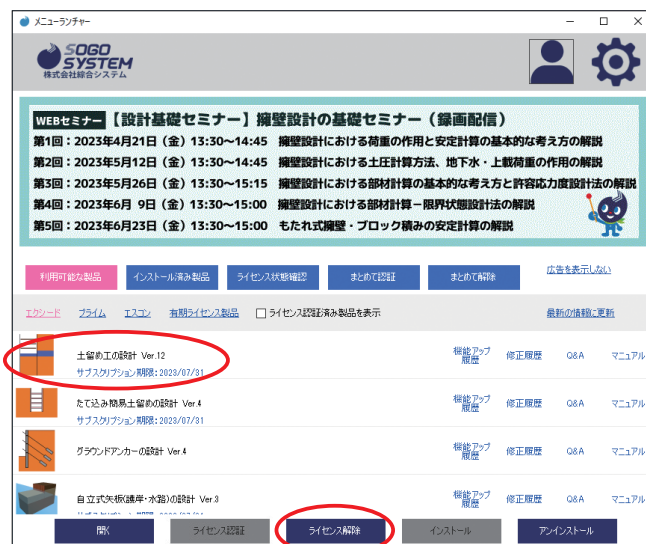 メニューランチャー
SOGO
SYSTEM
株式会社綜合システム
WEBセミナー【設計基礎セミナー】擁壁設計の基礎セミナー（録画配信）
第1回：2023年4月21日（金）13:30～14:45 擁壁設計における荷重の作用と安定計算の基本的な考え方の解説
第2回：2023年5月12日（金）13:30～14:45 擁壁設計における土圧計算方法、地下水・上載荷重の作用の解説
第3回：2023年5月26日（金）13:30～15:15 擁壁設計における部材計算の基本的な考え方と許容応力度設計法の解説
第4回：2023年6月 9日（金）13:30～15:00 擁壁設計における部材計算－限界状態設計法の解説
第5回：2023年6月23日（金）13:30～15:00 もたれ式擁壁・ブロック積みの安定計算の解説
利用可能な製品 インストール済み製品 ライセンス状態確認 まとめて認証 まとめて解除 広告を表示しない
エクシード プライム エスコン 有期ライセンス製品 ライセンス認証済み製品を表示 最新の情報に更新
土留め工の設計 Ver.12 機能アップ履歴 修正履歴 Q&A マニュアル
サブスクリプション期限：2023/07/31
たて込み簡易土留めの設計 Ver.4 機能アップ履歴 修正履歴 Q&A マニュアル
サブスクリプション期限：2023/07/31
グラウンドアンカーの設計 Ver.4 機能アップ履歴 修正履歴 Q&A マニュアル
自立式矢板(護岸・水路)の設計 Ver.3 機能アップ履歴 修正履歴 Q&A マニュアル
開く ライセンス認証 ライセンス解除 インストール アンインストール